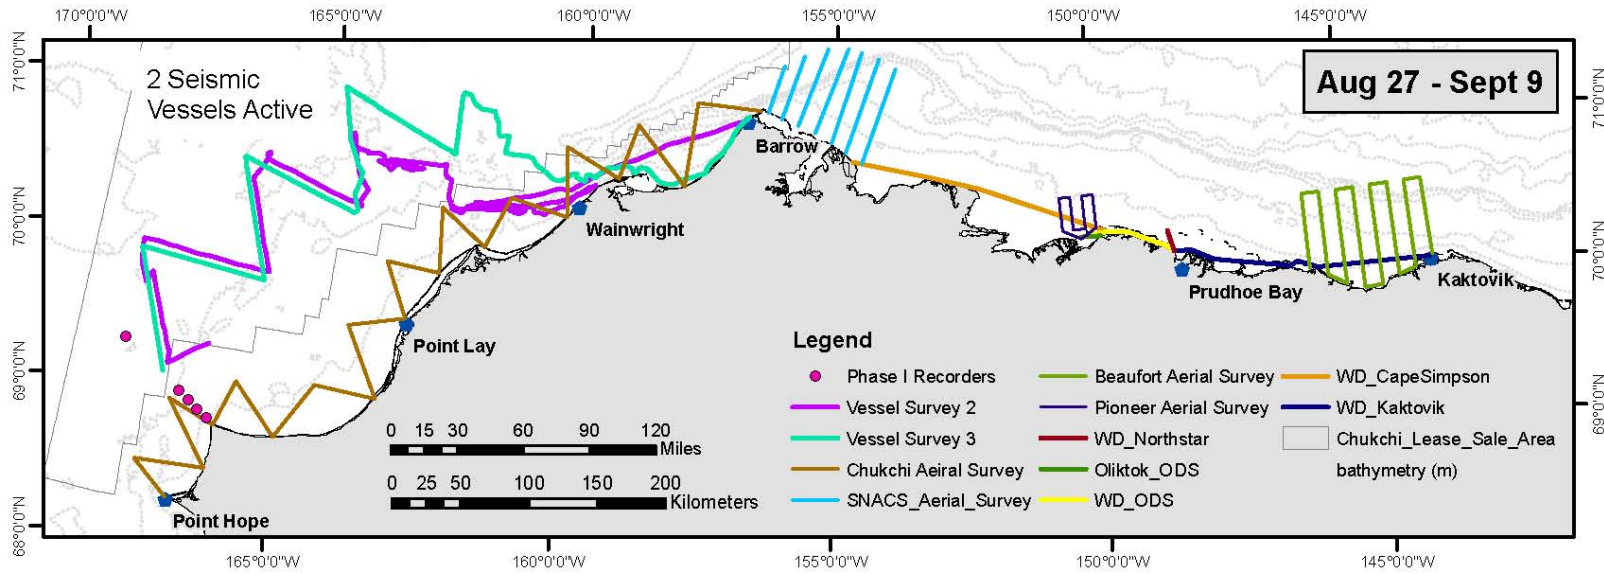 170°0'0"W 165°0'0"W 160°0'0"W 155°0'0"W 150°0'0"W 145°0'0"W
71°0'0"N
70°0'0"N
69°0'0"N
68°0'0"N
2 Seismic
Vessels Active
Aug 27 - Sept 9
71°0'0"N
70°0'0"N
69°0'0"N
Barrow
Wainwright
Prudhoe Bay
Kaktovik
Point Lay
Point Hope
0 15 30 60 90 120
Miles
0 25 50 100 150 200
Kilometers
Legend
Phase I Recorders
Vessel Survey 2
Vessel Survey 3
Chukchi Aeiral Survey
SNACS_Aerial_Survey
Beaufort Aerial Survey
Pioneer Aerial Survey
WD_Northstar
Oliktok_ODS
WD_ODS
WD_CapeSimpson
WD_Kaktovik
Chukchi_Lease_Sale_Area
bathymetry (m)
165°0'0"W 160°0'0"W 155°0'0"W 150°0'0"W 145°0'0"W